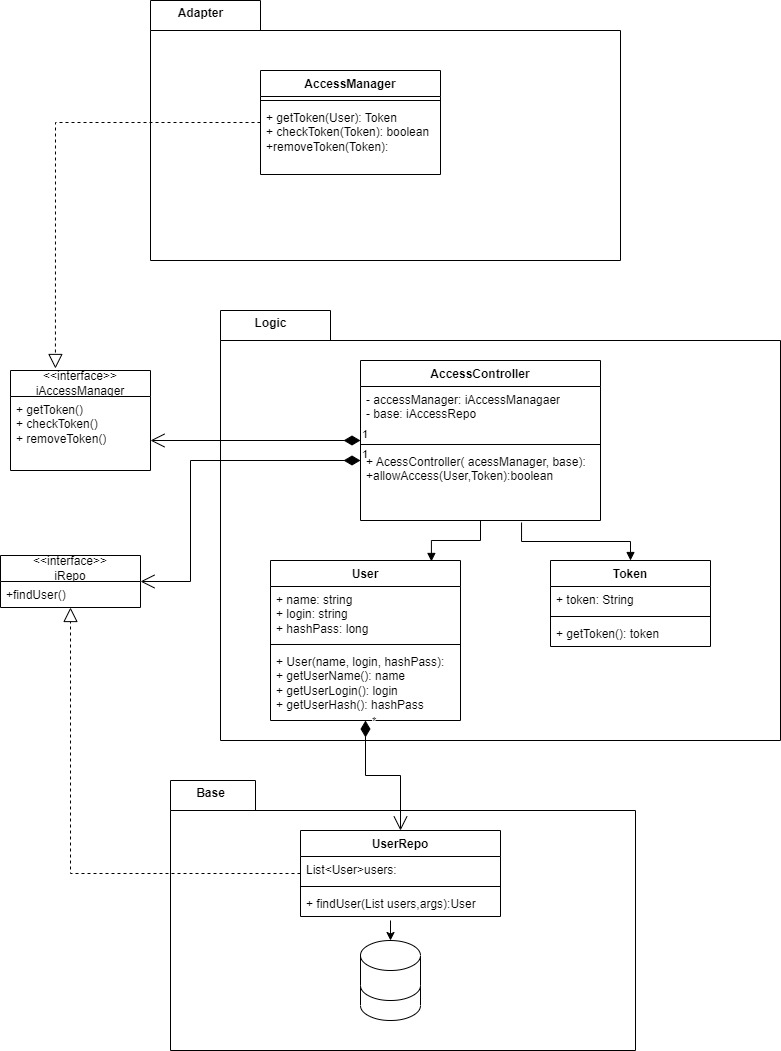 Adapter
AccessManager
+ getToken(User): Token
+ checkToken(Token): boolean
+removeToken(Token):
Logic
AccessController
- accessManager: iAccessManagaer
- base: iAccessRepo
1
1
+ AcessController( acessManager, base):
+allowAccess(User,Token):boolean
<<interface>>
iAccessManager
+ getToken()
+ checkToken()
+ removeToken()
<<interface>>
iRepo
+findUser()
User
+ name: string
+ login: string
+ hashPass: long
+ User(name, login, hashPass):
+ getUserName(): name
+ getUserLogin(): login
+ getUserHash(): hashPass
*
Token
+ token: String
+ getToken(): token
Base
UserRepo
List<User>users:
+ findUser(List users,args):User